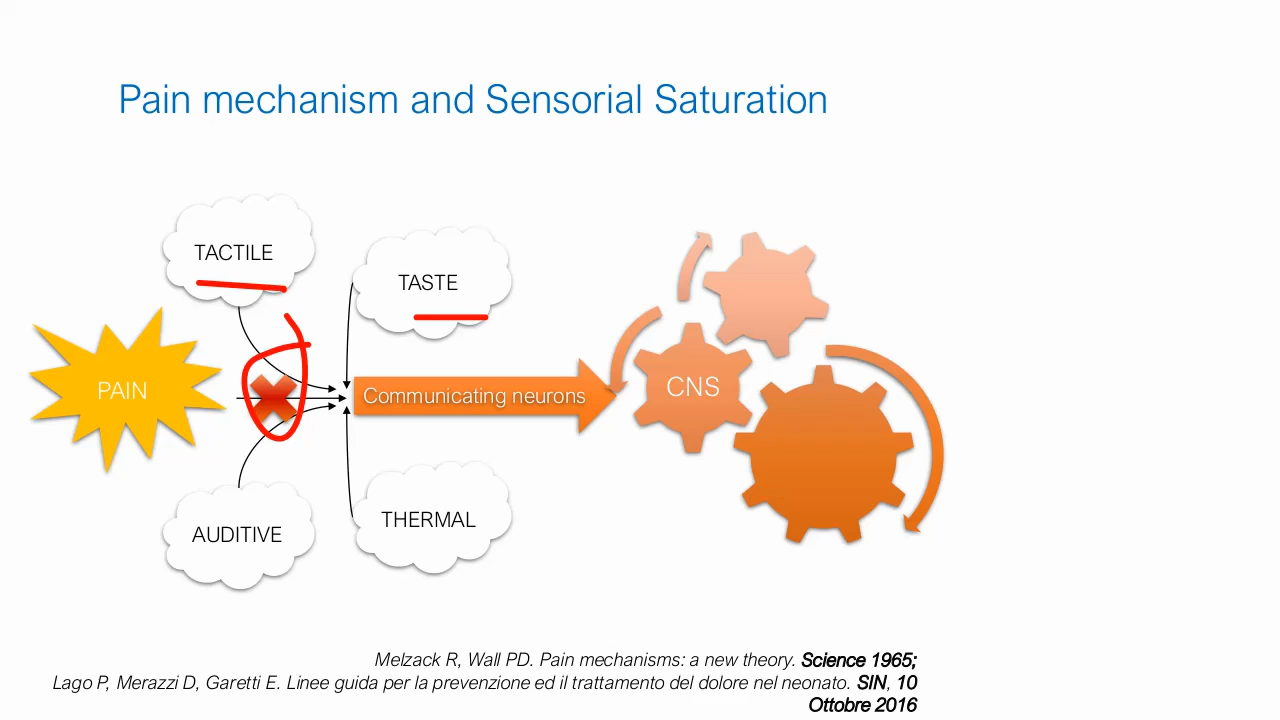 Pain mechanism and Sensorial Saturation
TACTILE
TASTE
PAIN
Communicating neurons
CNS
AUDITIVE
THERMAL
Melzack R, Wall PD. Pain mechanisms: a new theory. Science 1965;
Lago P, Merazzi D, Garetti E. Linee guida per la prevenzione ed il trattamento del dolore nel neonato. SIN, 10
Ottobre 2016